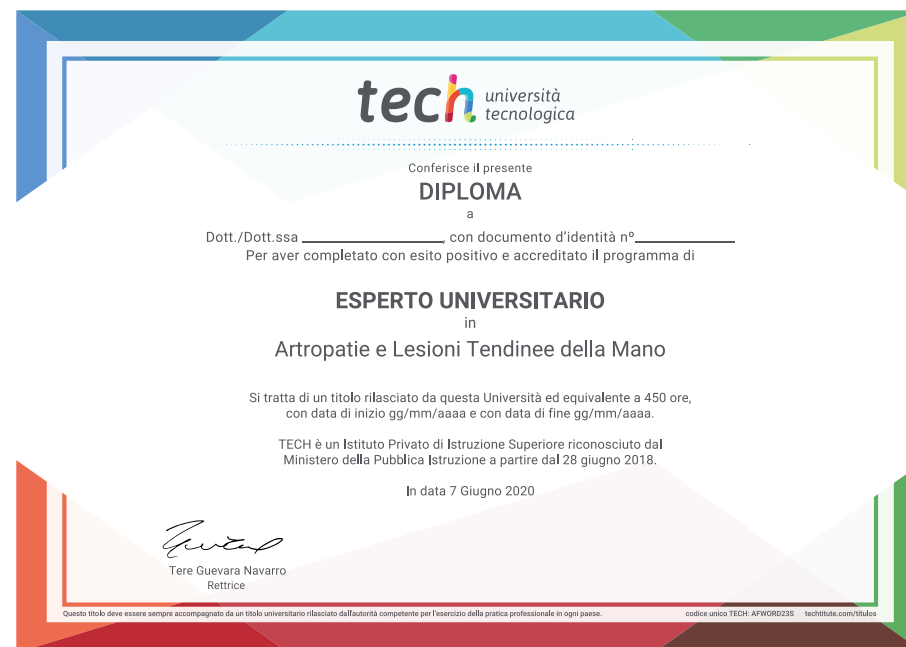 tech università
tecnologica
Conferisce il presente
DIPLOMA
a
Dott./Dott.ssa ____________________, con documento d'identità nº______________
Per aver completato con esito positivo e accreditato il programma di
ESPERTO UNIVERSITARIO
in
Artropatie e Lesioni Tendinee della Mano
Si tratta di un titolo rilasciato da questa Università ed equivalente a 450 ore,
con data di inizio gg/mm/aaaa e con data di fine gg/mm/aaaa.
TECH è un Istituto Privato di Istruzione Superiore riconosciuto dal
Ministero della Pubblica Istruzione a partire dal 28 giugno 2018.
In data 7 Giugno 2020
Tere Guevara Navarro
Rettrice
Questo titolo deve essere sempre accompagnato da un titolo universitario rilasciato dall'autorità competente per l'esercizio della pratica professionale in ogni paese. codice unico TECH: AFWORD23S techtitute.com/titulos